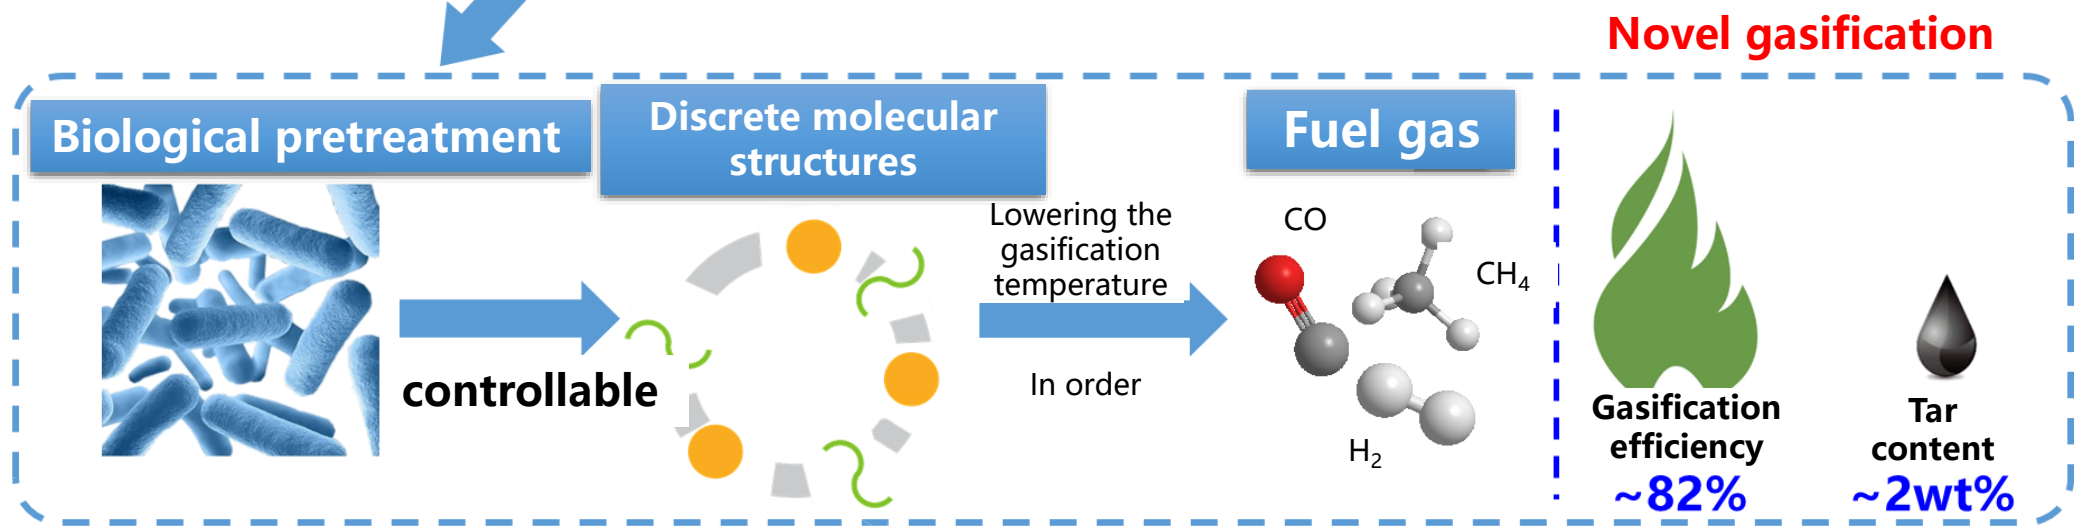 Novel gasification
Biological pretreatment
Discrete molecular
structures
Fuel gas
controllable
Lowering the
gasification
temperature
In order
CO
CH₄
H₂
Gasification
efficiency
~82%
Tar
content
~2wt%